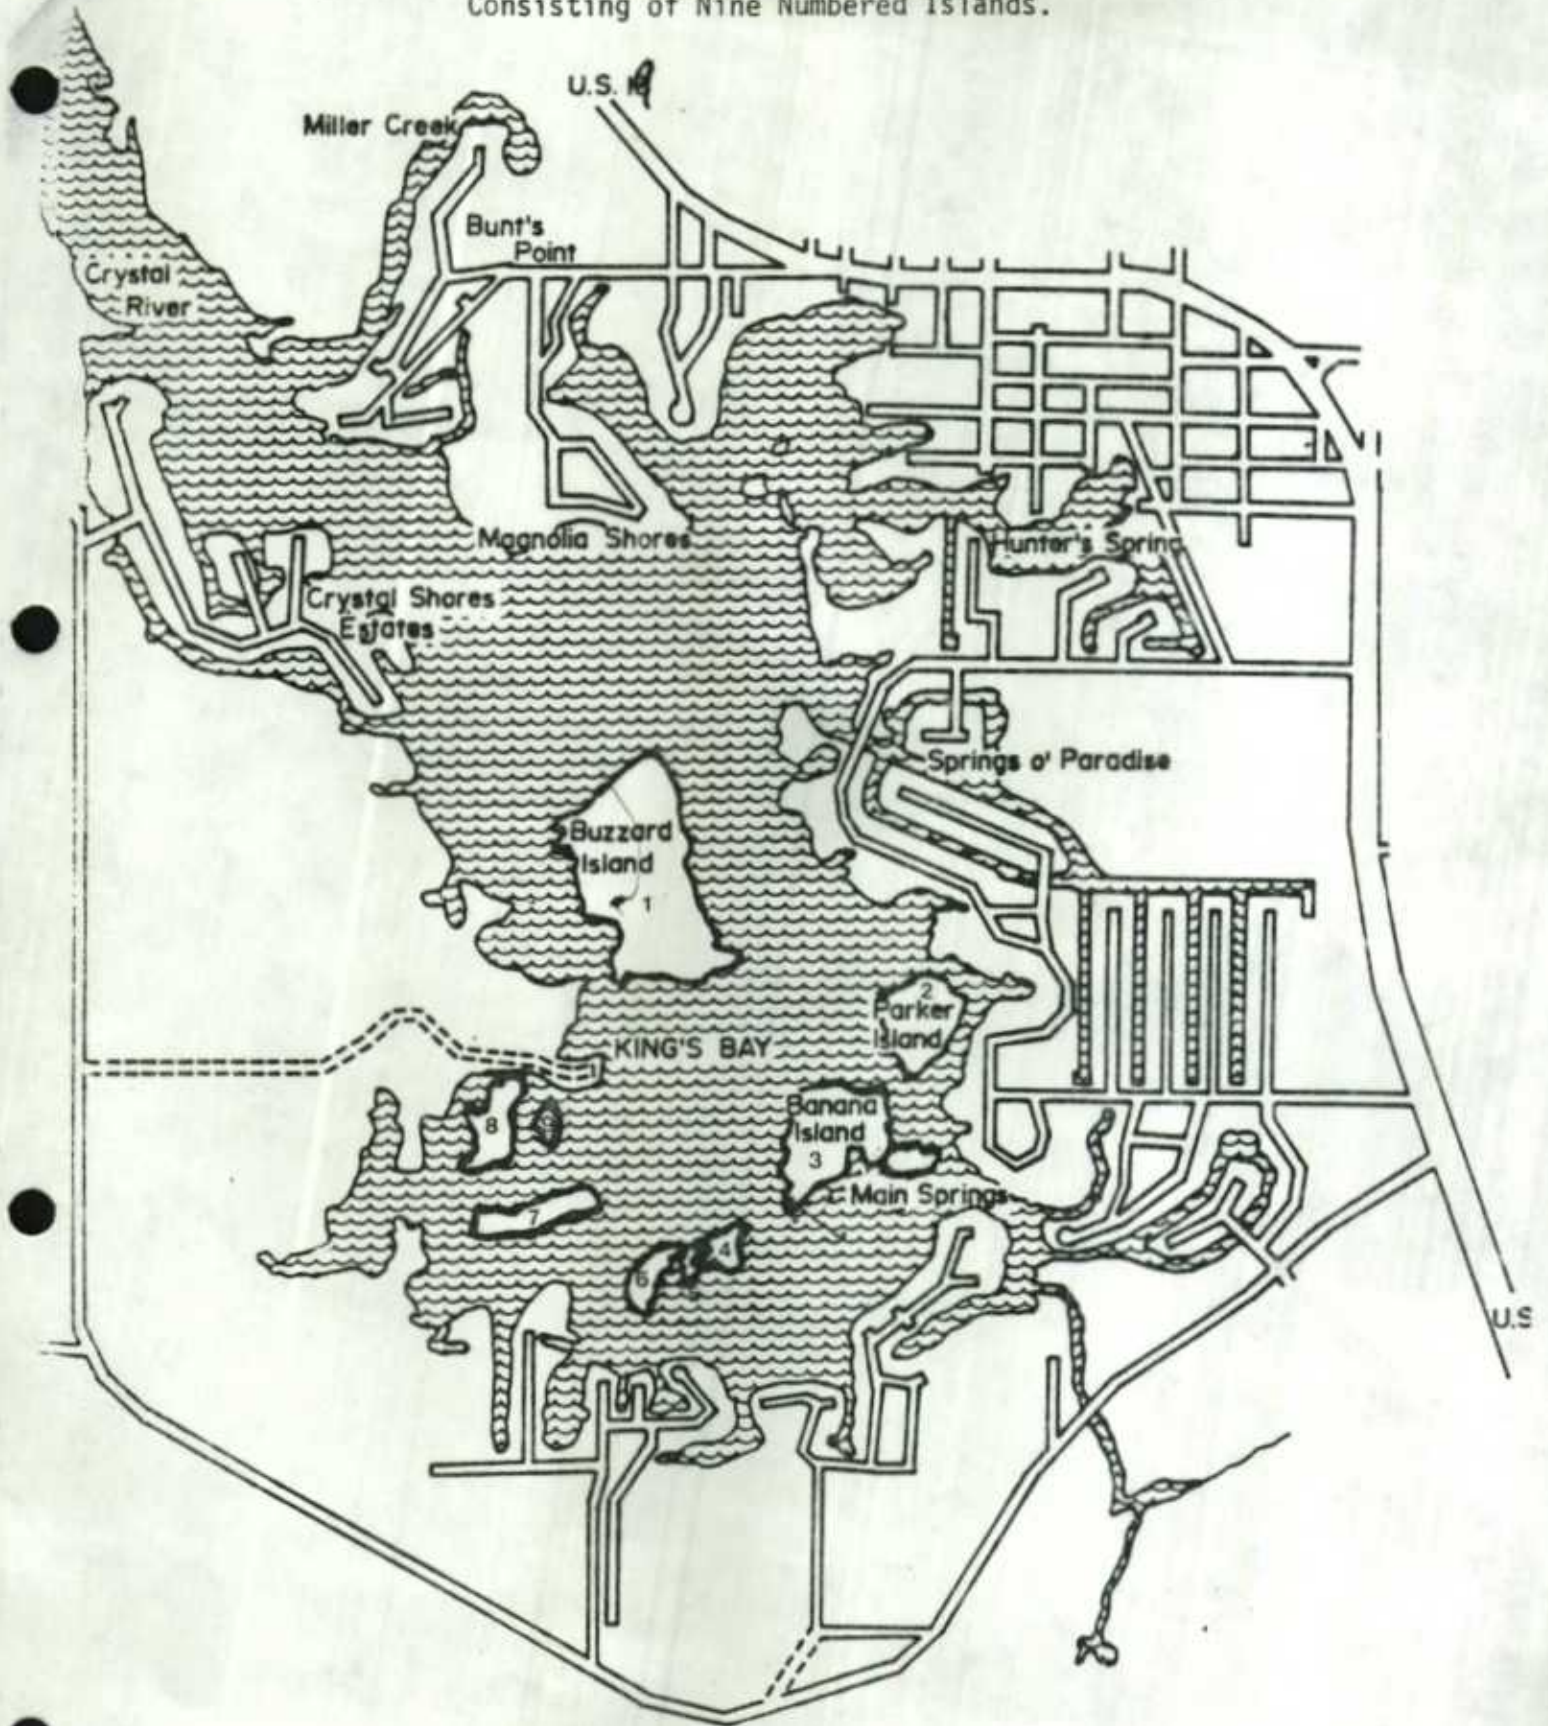 Consisting of Nine Numbered Islands.
U.S. 19
Miller Creek
Bunt's
Point
Crystal
River
Magnolia Shores
Hunter's Spring
Crystal Shores
Estates
Springs o' Paradise
Buzzard
Island
1
2
Parker
Island
KING'S BAY
Banana
Island
3
8
9
Main Springs
7
4
6
5
U.S